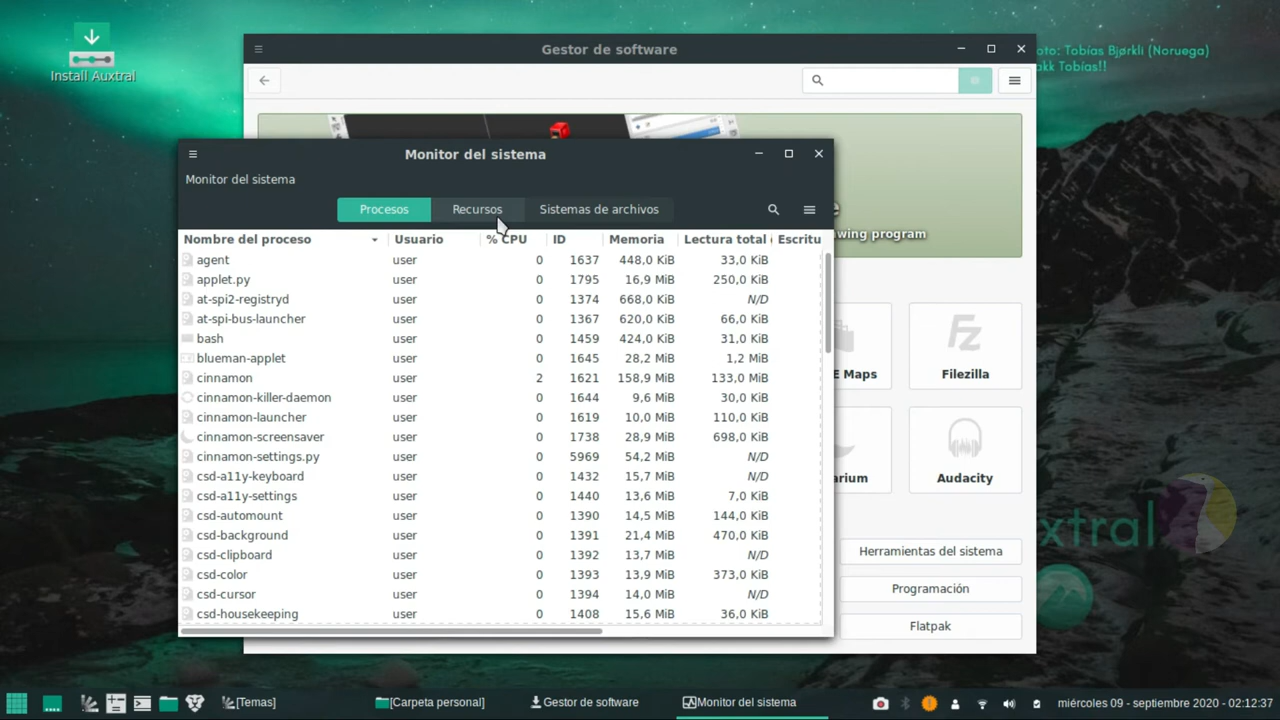 Install Auxtral
Gestor de software
oto: Tobías Bjørkli (Noruega)
akk Tobías!!
Monitor del sistema
Monitor del sistema
Procesos
Recursos
Sistemas de archivos
wing program
Nombre del proceso Usuario % CPU ID Memoria Lectura total Escritu
agent user 0 1637 448,0 KiB 33,0 KiB
applet.py user 0 1795 16,9 MiB 250,0 KiB
at-spi2-registryd user 0 1374 668,0 KiB N/D
at-spi-bus-launcher user 0 1367 620,0 KiB 66,0 KiB
bash user 0 1459 424,0 KiB 31,0 KiB
blueman-applet user 0 1645 28,2 MiB 1,2 MiB
cinnamon user 2 1621 158,9 MiB 133,0 MiB
cinnamon-killer-daemon user 0 1644 9,6 MiB 30,0 KiB
cinnamon-launcher user 0 1619 10,0 MiB 110,0 KiB
cinnamon-screensaver user 0 1738 28,9 MiB 698,0 KiB
cinnamon-settings.py user 0 5969 54,2 MiB N/D
csd-a11y-keyboard user 0 1432 15,7 MiB N/D
csd-a11y-settings user 0 1440 13,6 MiB 7,0 KiB
csd-automount user 0 1390 14,5 MiB 144,0 KiB
csd-background user 0 1391 21,4 MiB 470,0 KiB
csd-clipboard user 0 1392 13,7 MiB N/D
csd-color user 0 1393 13,9 MiB 373,0 KiB
csd-cursor user 0 1394 14,0 MiB N/D
csd-housekeeping user 0 1408 15,6 MiB 36,0 KiB
E Maps
Filezilla
arium
Audacity
xtral
Herramientas del sistema
Programación
Flatpak
[Temas]
[Carpeta personal]
Gestor de software
Monitor del sistema
miércoles 09 - septiembre 2020 - 02:12:37